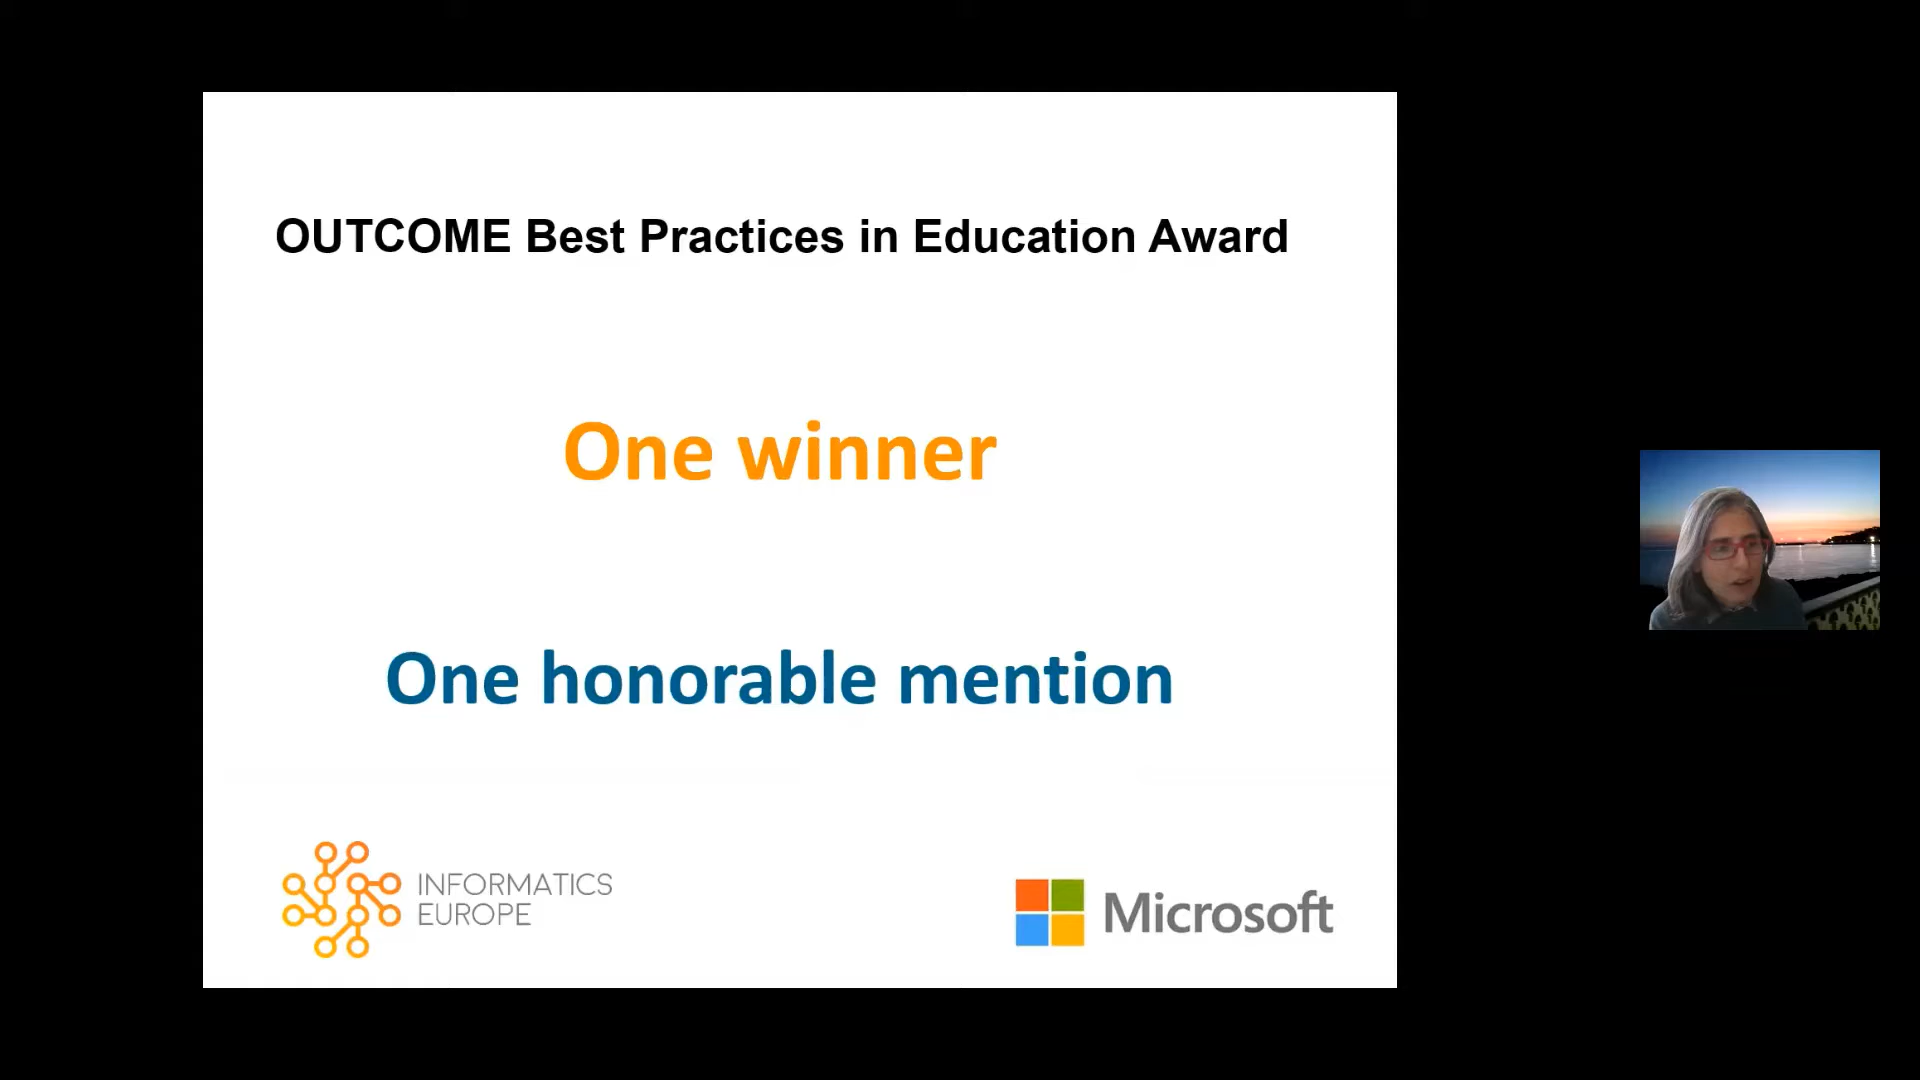 OUTCOME Best Practices in Education Award
One winner
One honorable mention
INFORMATICS
EUROPE
Microsoft